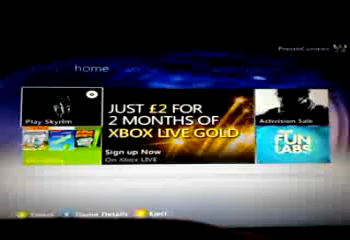 home
Play Skyrim
JUST £2 FOR
2 MONTHS OF
XBOX LIVE GOLD
Sign up Now
On Xbox LIVE
Activision Sale
FUN
LABS
Game Details
Eject